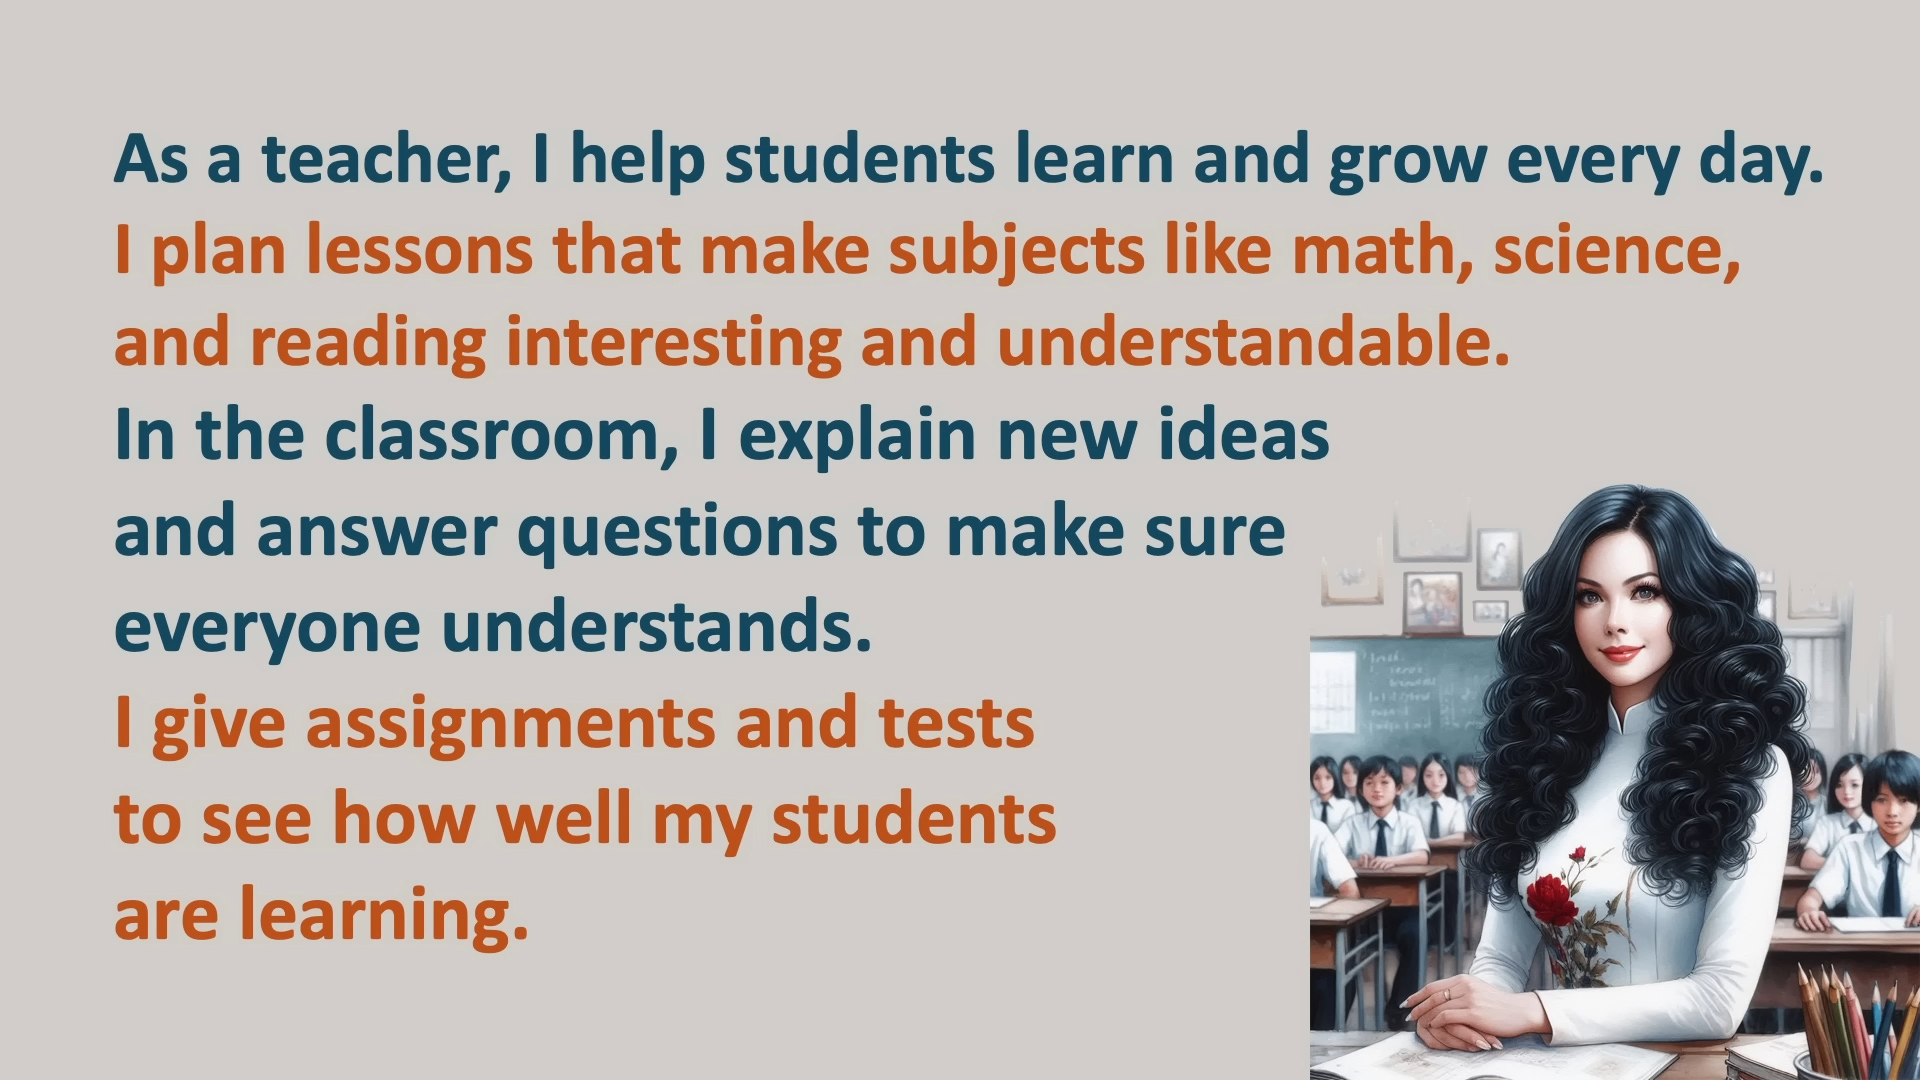 As a teacher, I help students learn and grow every day.
I plan lessons that make subjects like math, science,
and reading interesting and understandable.
In the classroom, I explain new ideas
and answer questions to make sure
everyone understands.
I give assignments and tests
to see how well my students
are learning.